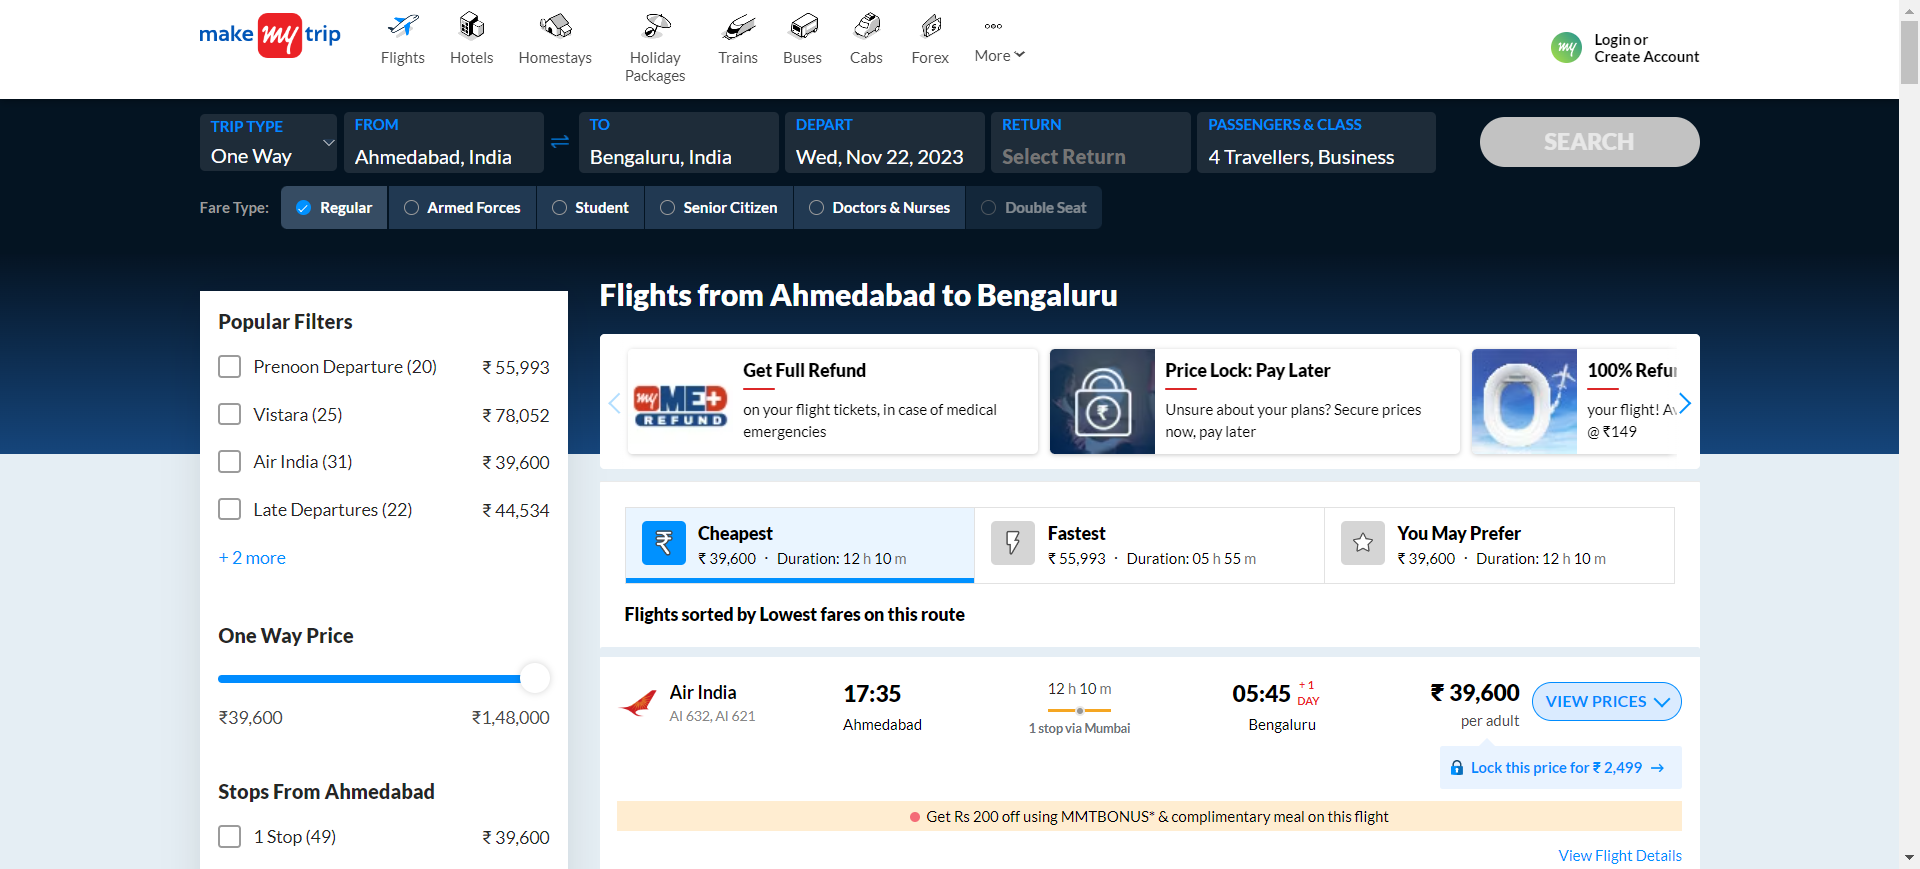 make my trip
Flights
Hotels
Homestays
Holiday
Packages
Trains
Buses
Cabs
Forex
More
my
Login or
Create Account
TRIP TYPE
One Way
FROM
Ahmedabad, India
TO
Bengaluru, India
DEPART
Wed, Nov 22, 2023
RETURN
Select Return
PASSENGERS & CLASS
4 Travellers, Business
SEARCH
Fare Type:
Regular
Armed Forces
Student
Senior Citizen
Doctors & Nurses
Double Seat
Popular Filters
Prenoon Departure (20) ₹ 55,993
Vistara (25) ₹ 78,052
Air India (31) ₹ 39,600
Late Departures (22) ₹ 44,534
+ 2 more
One Way Price
₹39,600 ₹1,48,000
Stops From Ahmedabad
1 Stop (49) ₹ 39,600
Flights from Ahmedabad to Bengaluru
my MED+
REFUND
Get Full Refund
on your flight tickets, in case of medical
emergencies
Price Lock: Pay Later
Unsure about your plans? Secure prices
now, pay later
100% Refu
your flight! Av
@ ₹149
Cheapest
₹ 39,600 · Duration: 12 h 10 m
Fastest
₹ 55,993 · Duration: 05 h 55 m
You May Prefer
₹ 39,600 · Duration: 12 h 10 m
Flights sorted by Lowest fares on this route
Air India
AI 632, AI 621
17:35
Ahmedabad
12 h 10 m
1 stop via Mumbai
05:45 + 1
DAY
Bengaluru
₹ 39,600
per adult
VIEW PRICES
Lock this price for ₹ 2,499 →
Get Rs 200 off using MMTBONUS* & complimentary meal on this flight
View Flight Details